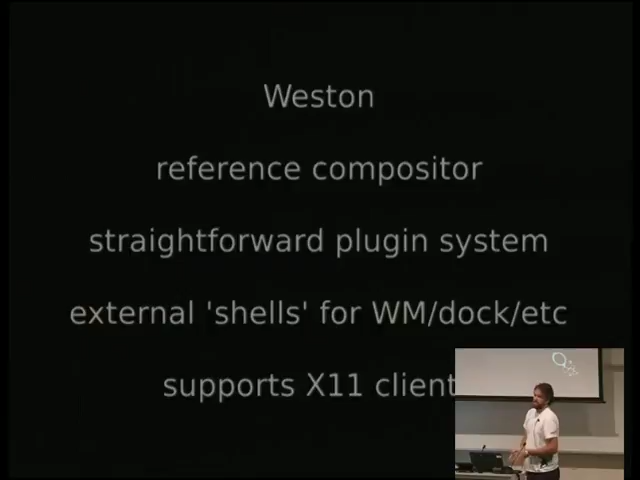 Weston
reference compositor
straightforward plugin system
external 'shells' for WM/dock/etc
supports X11 client